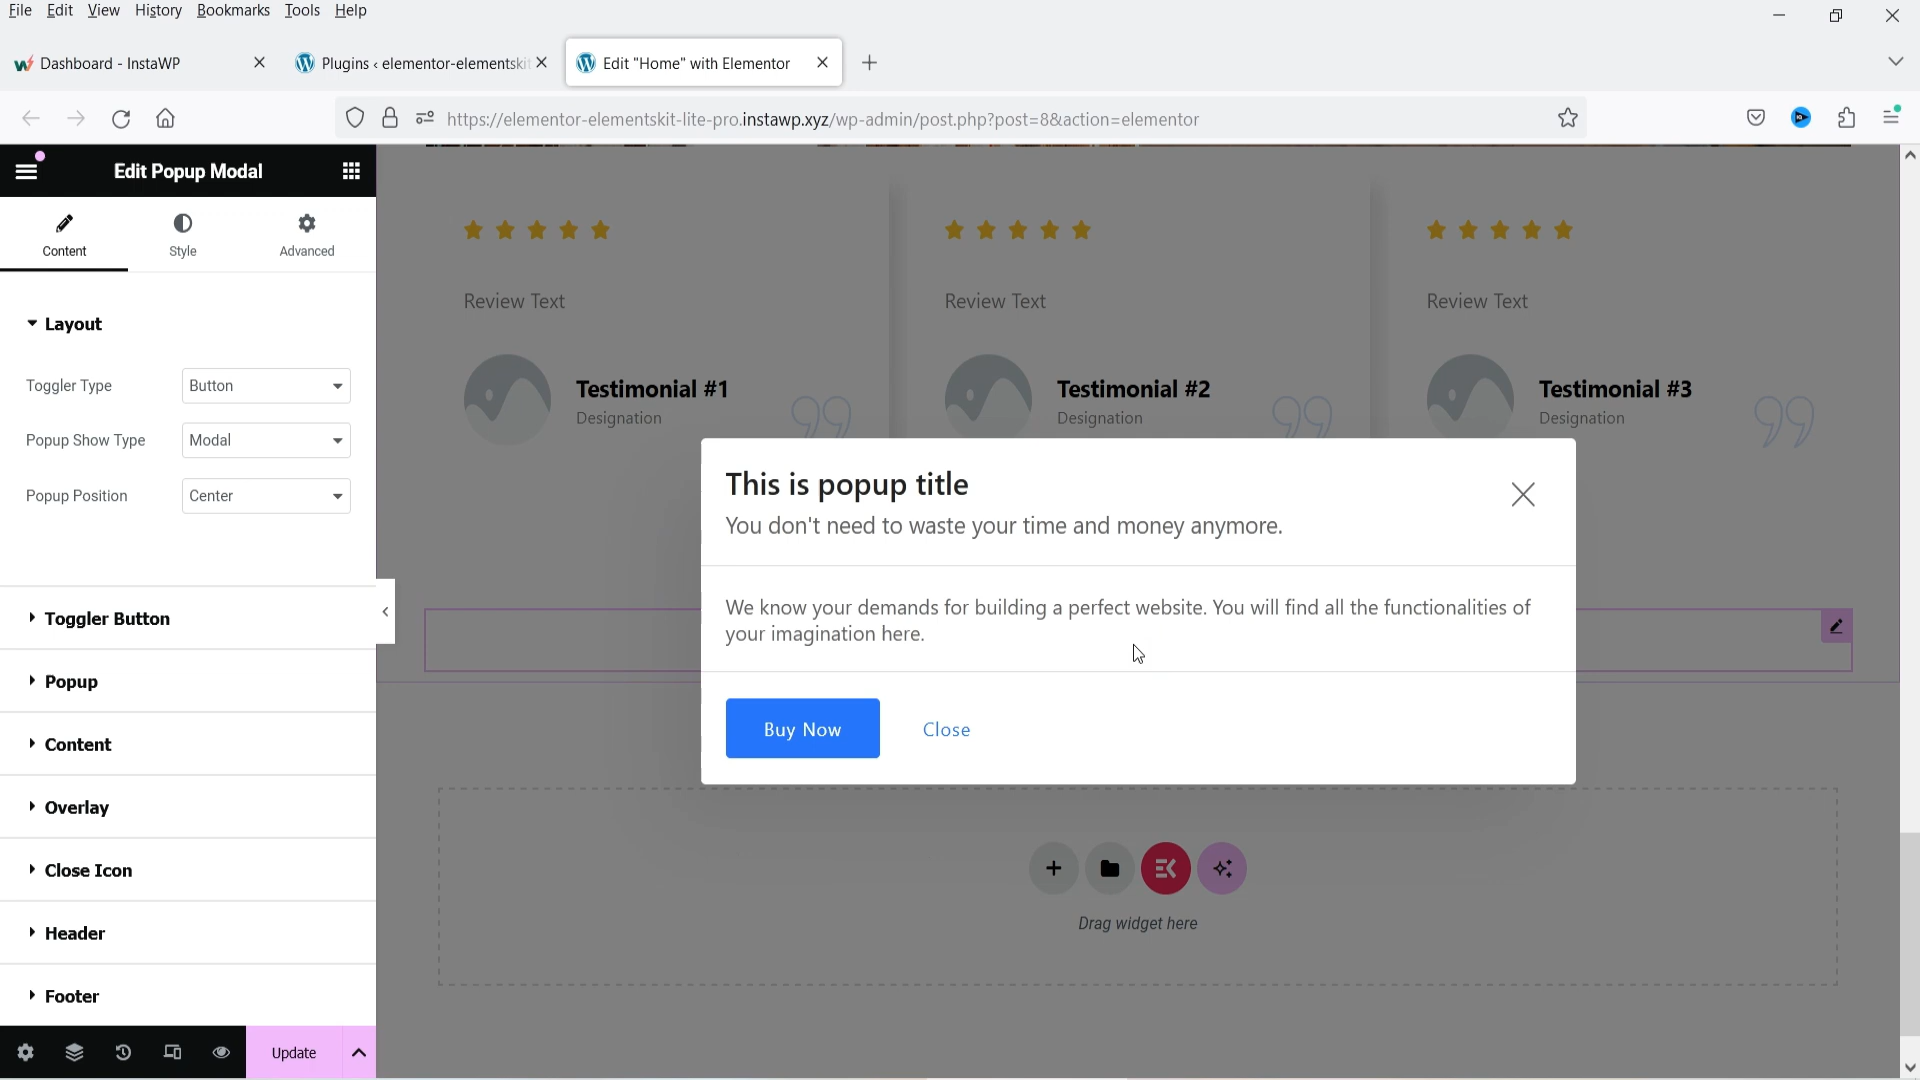 File Edit View History Bookmarks Tools Help
Dashboard - InstaWP
Plugins ‹ elementor-elementskit
Edit "Home" with Elementor
https://elementor-elementskit-lite-pro.instawp.xyz/wp-admin/post.php?post=8&action=elementor
Edit Popup Modal
Content Style Advanced
Layout
Toggler Type Button
Popup Show Type Modal
Popup Position Center
Toggler Button
Popup
Content
Overlay
Close Icon
Header
Footer
Update
Review Text Review Text Review Text
Testimonial #1 Testimonial #2 Testimonial #3
Designation Designation Designation
This is popup title
You don't need to waste your time and money anymore.
We know your demands for building a perfect website. You will find all the functionalities of
your imagination here.
Buy Now Close
Drag widget here